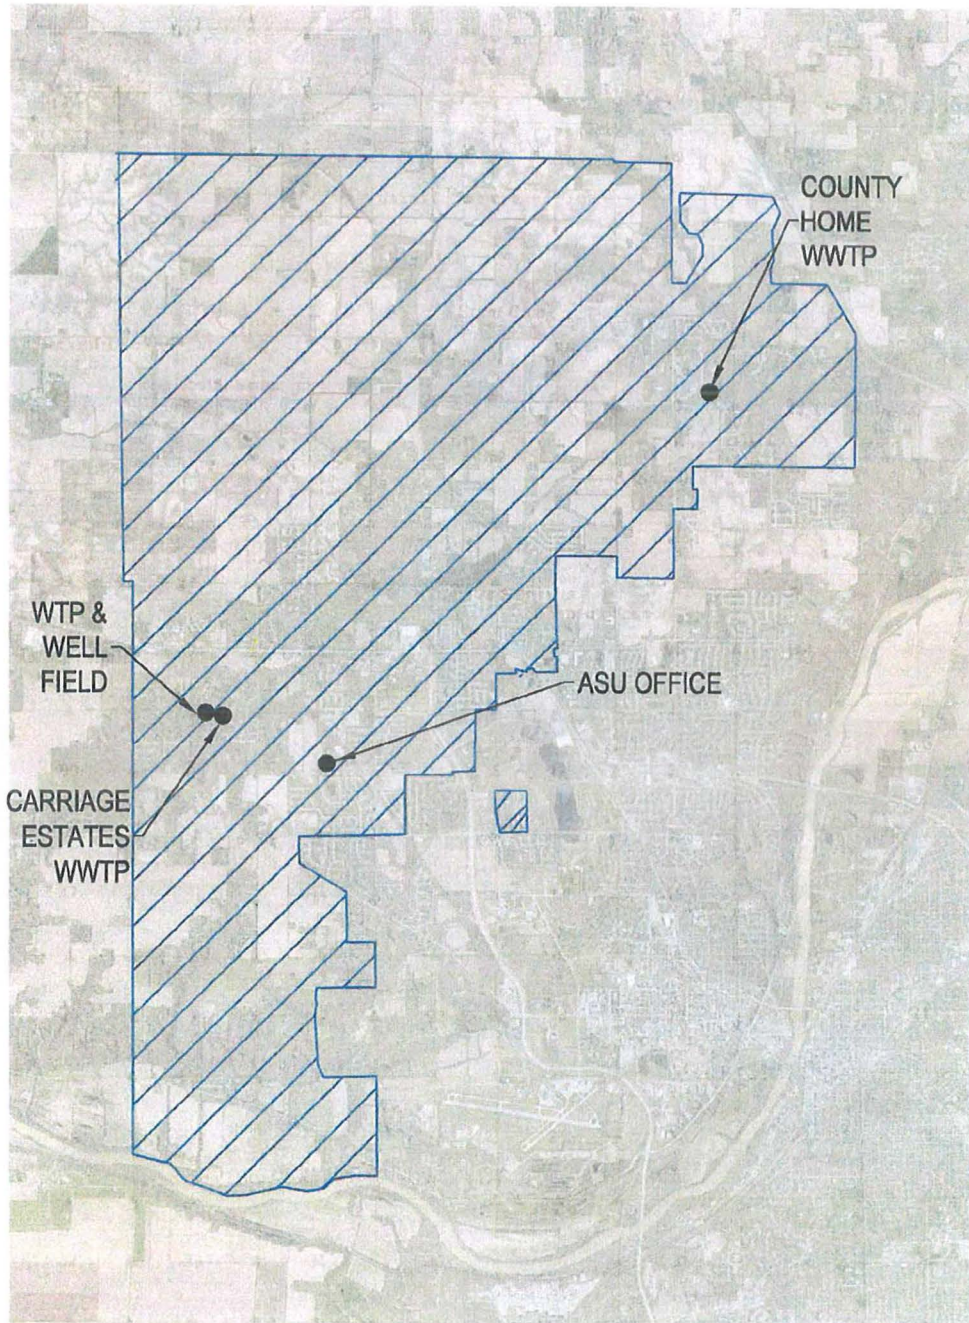 COUNTY
HOME
WWTP
WTP &
WELL
FIELD
ASU OFFICE
CARRIAGE
ESTATES
WWTP